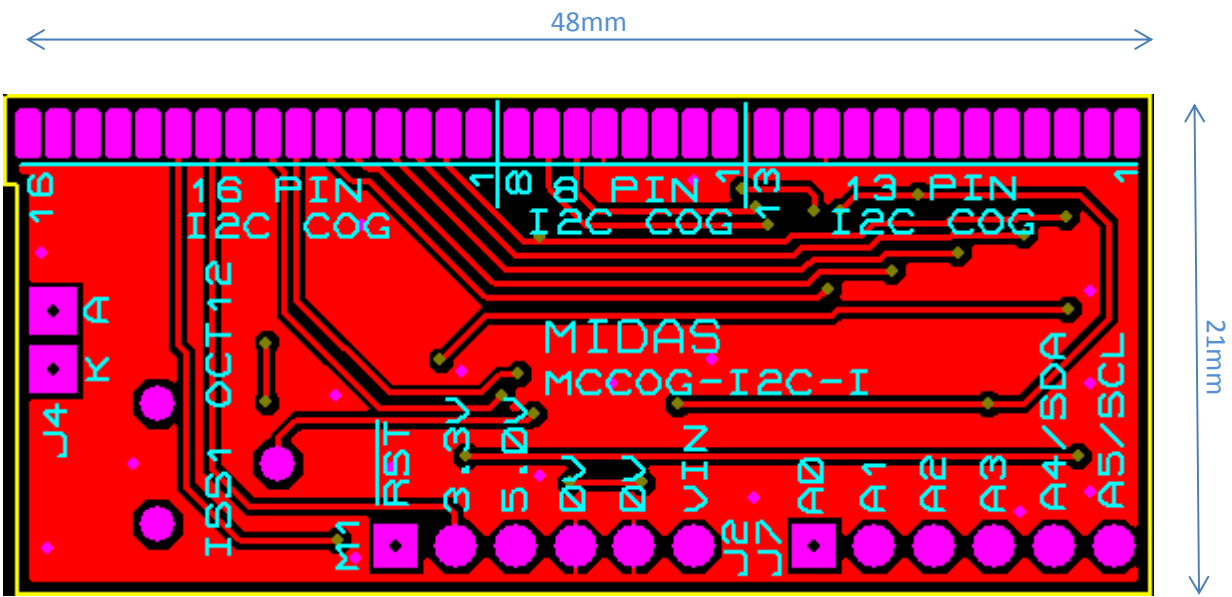 48mm
16
16 PIN
I2C COG
1
8
8 PIN
I2C COG
1
13
13 PIN
I2C COG
1
21mm
A
K
J4
ISS1 OCT12
MIDAS
MCCOG-I2C-I
M1
RST
3.3V
5.0V
0V
0V
VIN
J2
J7
A0
A1
A2
A3
A4/SDA
A5/SCL